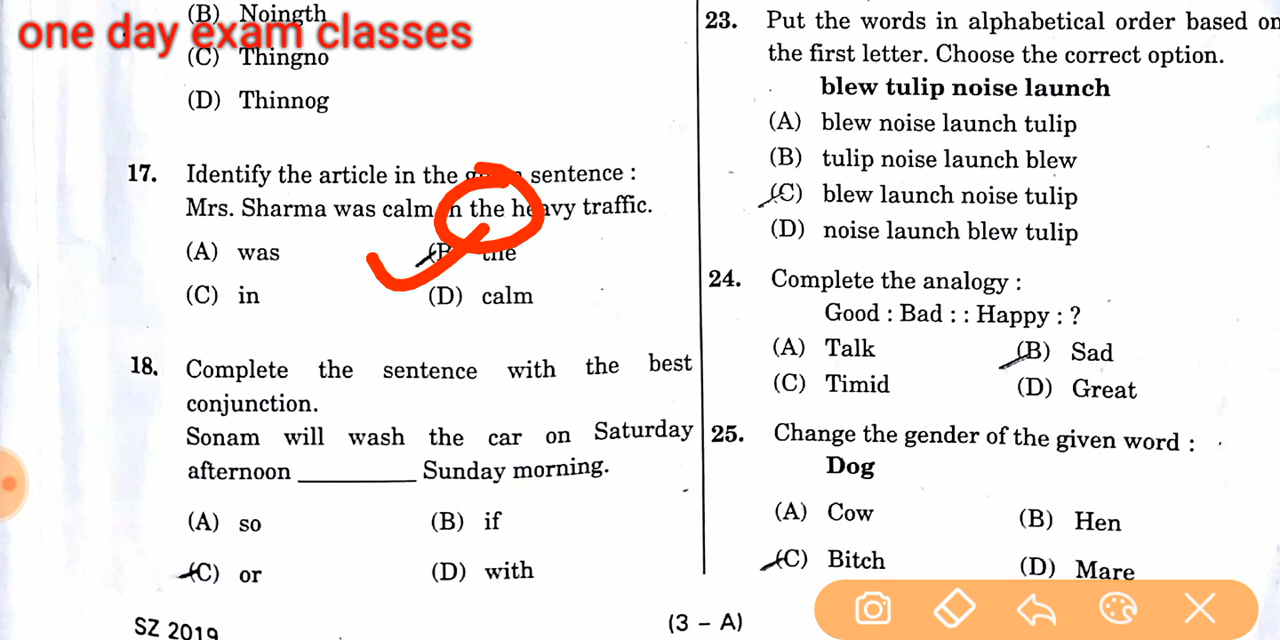 one day exam classes
(B) Noingth
(C) Thingno
(D) Thinnog
17. Identify the article in the sentence :
Mrs. Sharma was calm in the heavy traffic.
(A) was
(B) the
(C) in
(D) calm
18. Complete the sentence with the best
conjunction.
Sonam will wash the car on Saturday
afternoon ________ Sunday morning.
(A) so
(B) if
(C) or
(D) with
SZ 2019
(3 – A)
23. Put the words in alphabetical order based on
the first letter. Choose the correct option.
blew tulip noise launch
(A) blew noise launch tulip
(B) tulip noise launch blew
(C) blew launch noise tulip
(D) noise launch blew tulip
24. Complete the analogy :
Good : Bad : : Happy : ?
(A) Talk
(B) Sad
(C) Timid
(D) Great
25. Change the gender of the given word :
Dog
(A) Cow
(B) Hen
(C) Bitch
(D) Mare